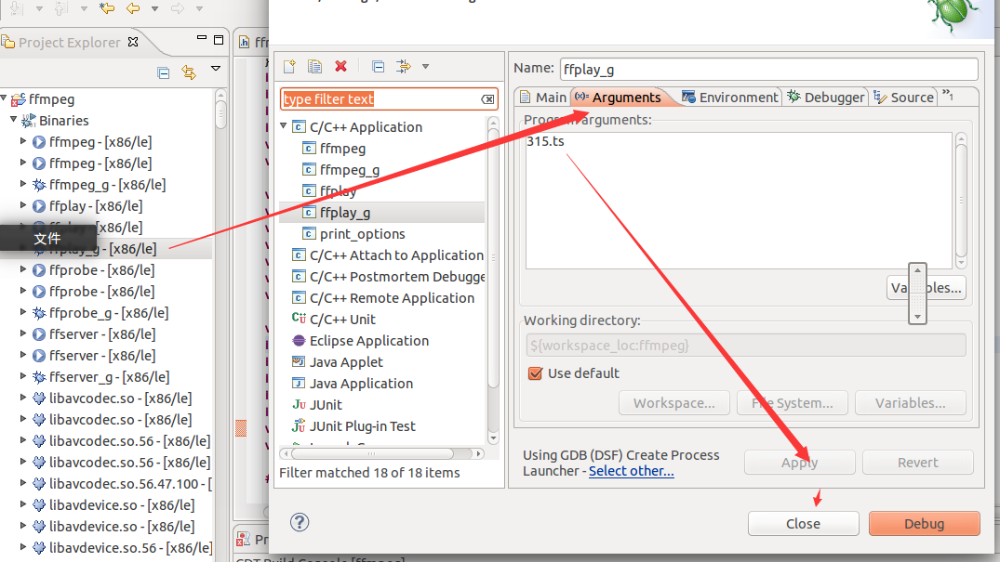 Project Explorer
ffmpeg
Binaries
ffmpeg - [x86/le]
ffmpeg - [x86/le]
ffmpeg_g - [x86/le]
ffplay - [x86/le]
ffplay - [x86/le]
文件
ffplay_g - [x86/le]
ffprobe - [x86/le]
ffprobe - [x86/le]
ffprobe_g - [x86/le]
ffserver - [x86/le]
ffserver - [x86/le]
ffserver_g - [x86/le]
libavcodec.so - [x86/le]
libavcodec.so - [x86/le]
libavcodec.so.56 - [x86/le]
libavcodec.so.56 - [x86/le]
libavcodec.so.56.47.100 - [
libavdevice.so - [x86/le]
libavdevice.so - [x86/le]
libavdevice.so.56 - [x86/le]
type filter text
C/C++ Application
ffmpeg
ffmpeg_g
ffplay
ffplay_g
print_options
C/C++ Attach to Application
C/C++ Postmortem Debugge
C/C++ Remote Application
C/C++ Unit
Eclipse Application
Java Applet
Java Application
JUnit
JUnit Plug-in Test
Filter matched 18 of 18 items
Name: ffplay_g
Main Arguments Environment Debugger Source »1
Program arguments:
315.ts
Variables...
Working directory:
${workspace_loc:ffmpeg}
Use default
Workspace... File System... Variables...
Using GDB (DSF) Create Process
Launcher - Select other...
Apply Revert
Close Debug